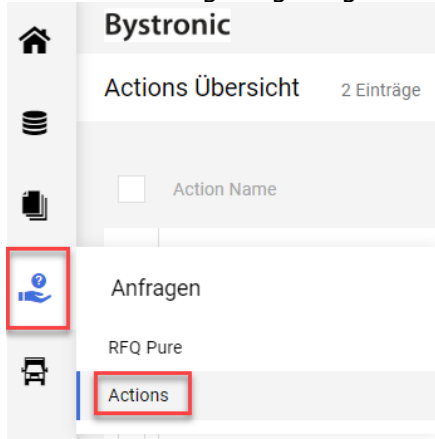 Bystronic
Actions Übersicht 2 Einträge
Action Name
Anfragen
RFQ Pure
Actions